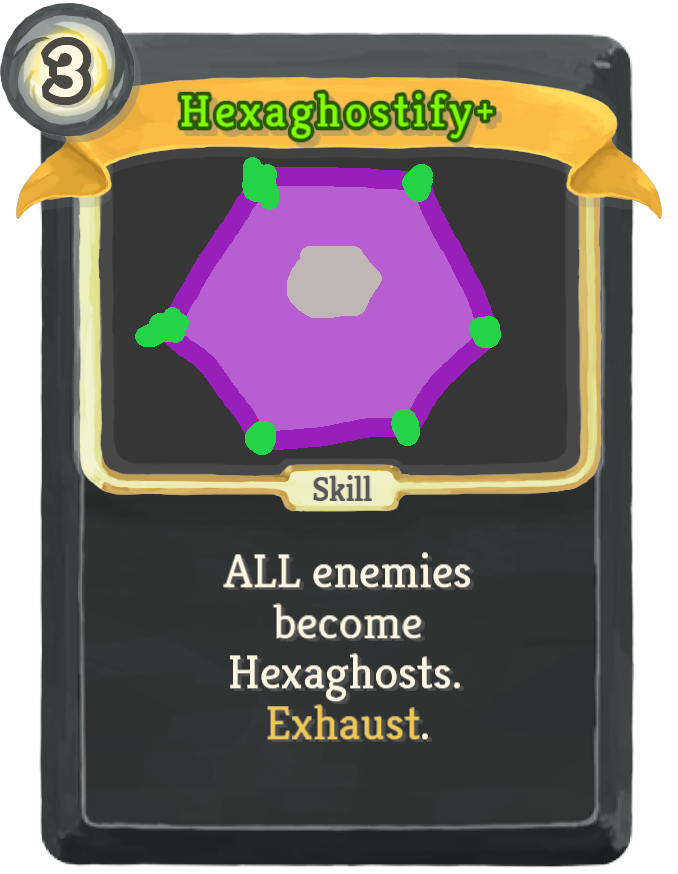 3
Hexaghostify+
Skill
ALL enemies
become
Hexaghosts.
Exhaust.